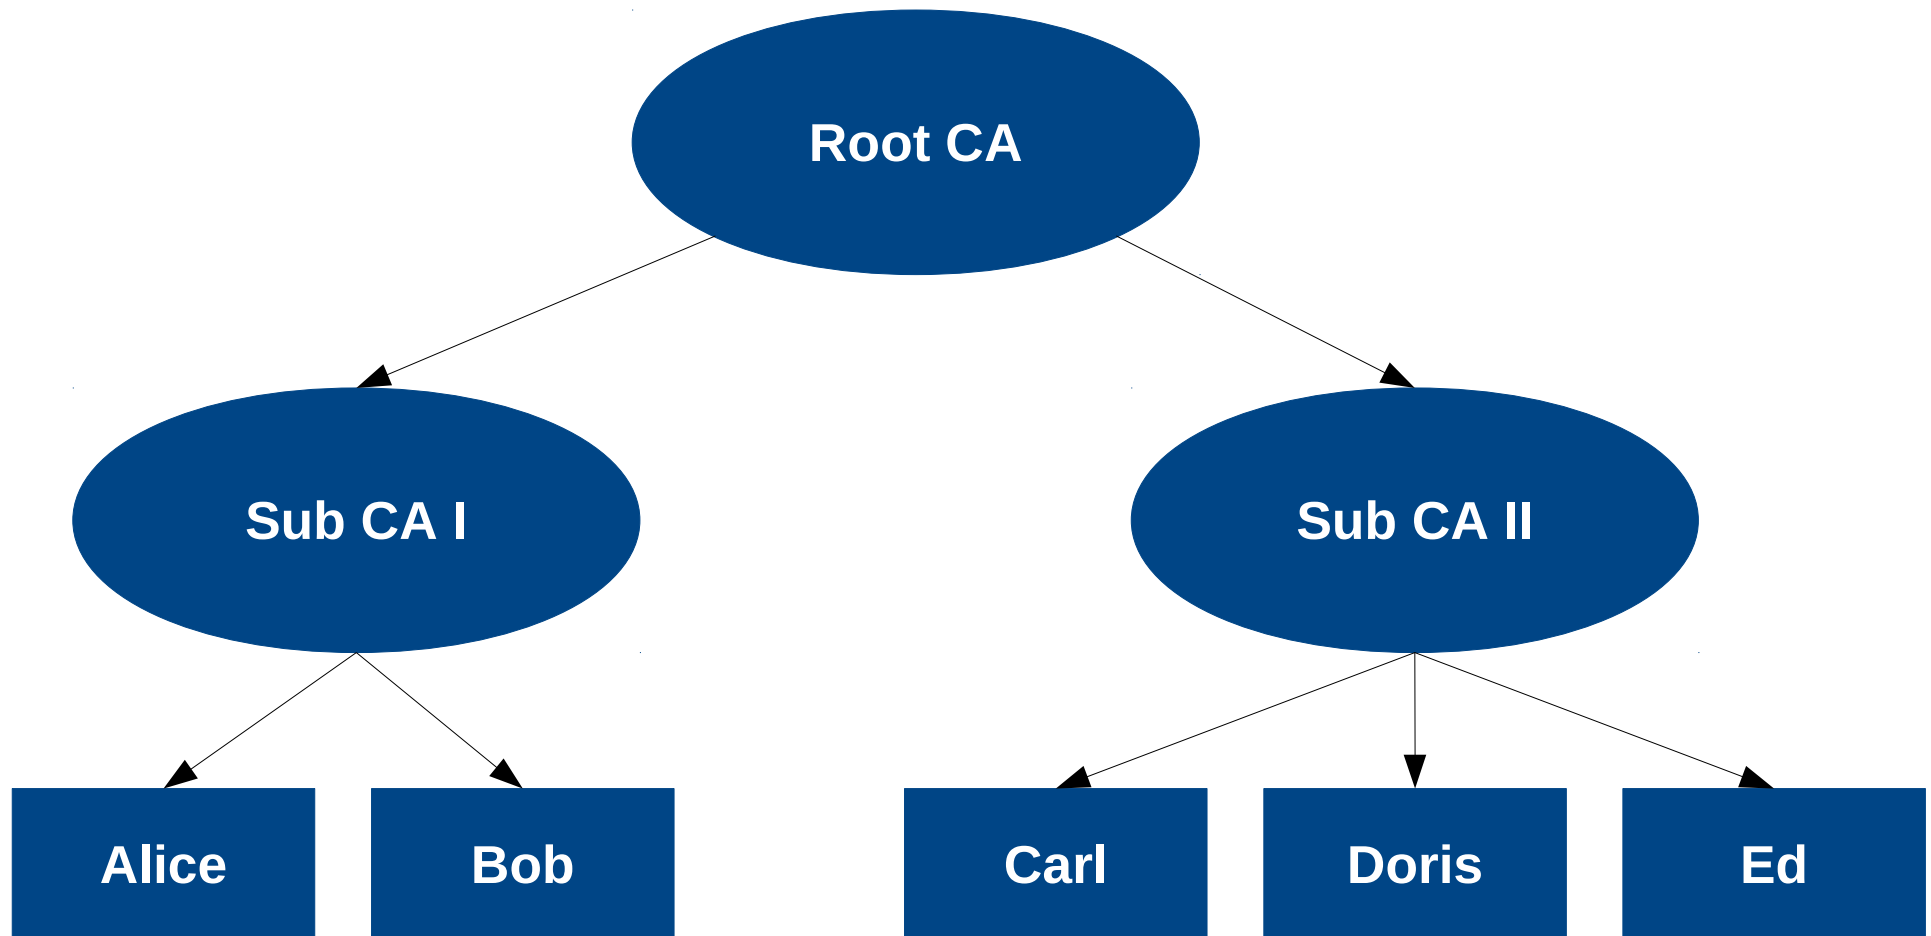 Root CA
Sub CA I
Sub CA II
Alice
Bob
Carl
Doris
Ed